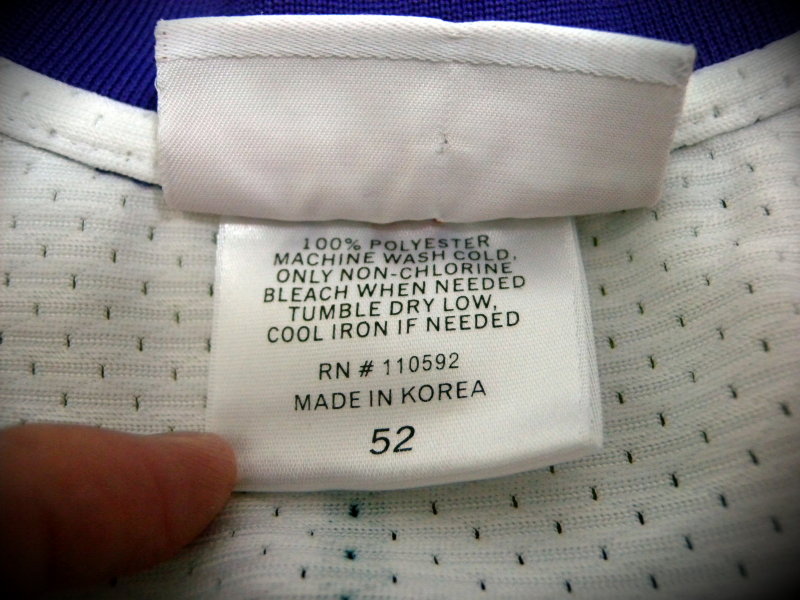 100% POLYESTER
MACHINE WASH COLD,
ONLY NON-CHLORINE
BLEACH WHEN NEEDED
TUMBLE DRY LOW,
COOL IRON IF NEEDED
RN # 110592
MADE IN KOREA
52